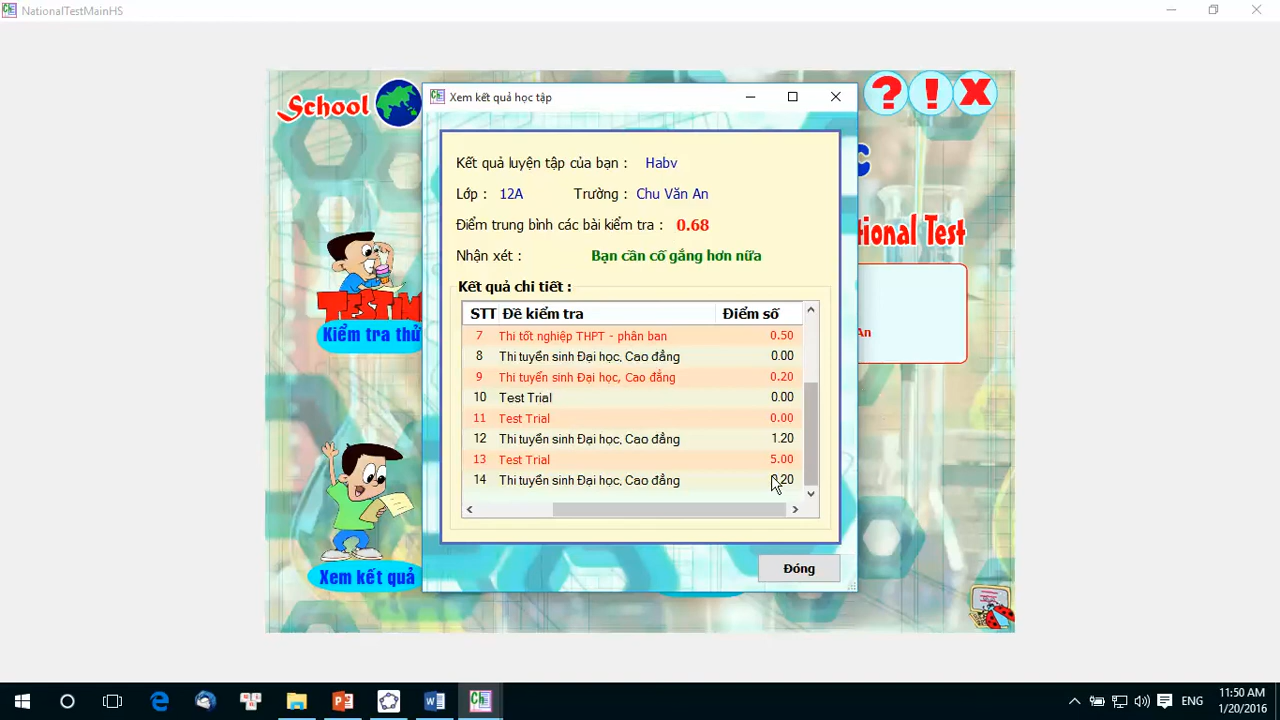 NationalTestMainHS
School
? ! X
Xem kết quả học tập
Kết quả luyện tập của bạn : Habv
Lớp : 12A Trường : Chu Văn An
Điểm trung bình các bài kiểm tra : 0.68
tional Test
Nhận xét : Bạn cần cố gắng hơn nữa
Kết quả chi tiết :
STT Đề kiểm tra Điểm số
7 Thi tốt nghiệp THPT - phân ban 0.50
An
Kiểm tra thử
8 Thi tuyển sinh Đại học, Cao đẳng 0.00
9 Thi tuyển sinh Đại học, Cao đẳng 0.20
10 Test Trial 0.00
11 Test Trial 0.00
12 Thi tuyển sinh Đại học, Cao đẳng 1.20
13 Test Trial 5.00
14 Thi tuyển sinh Đại học, Cao đẳng .20
Đóng
Xem kết quả
ENG
11:50 AM
1/20/2016